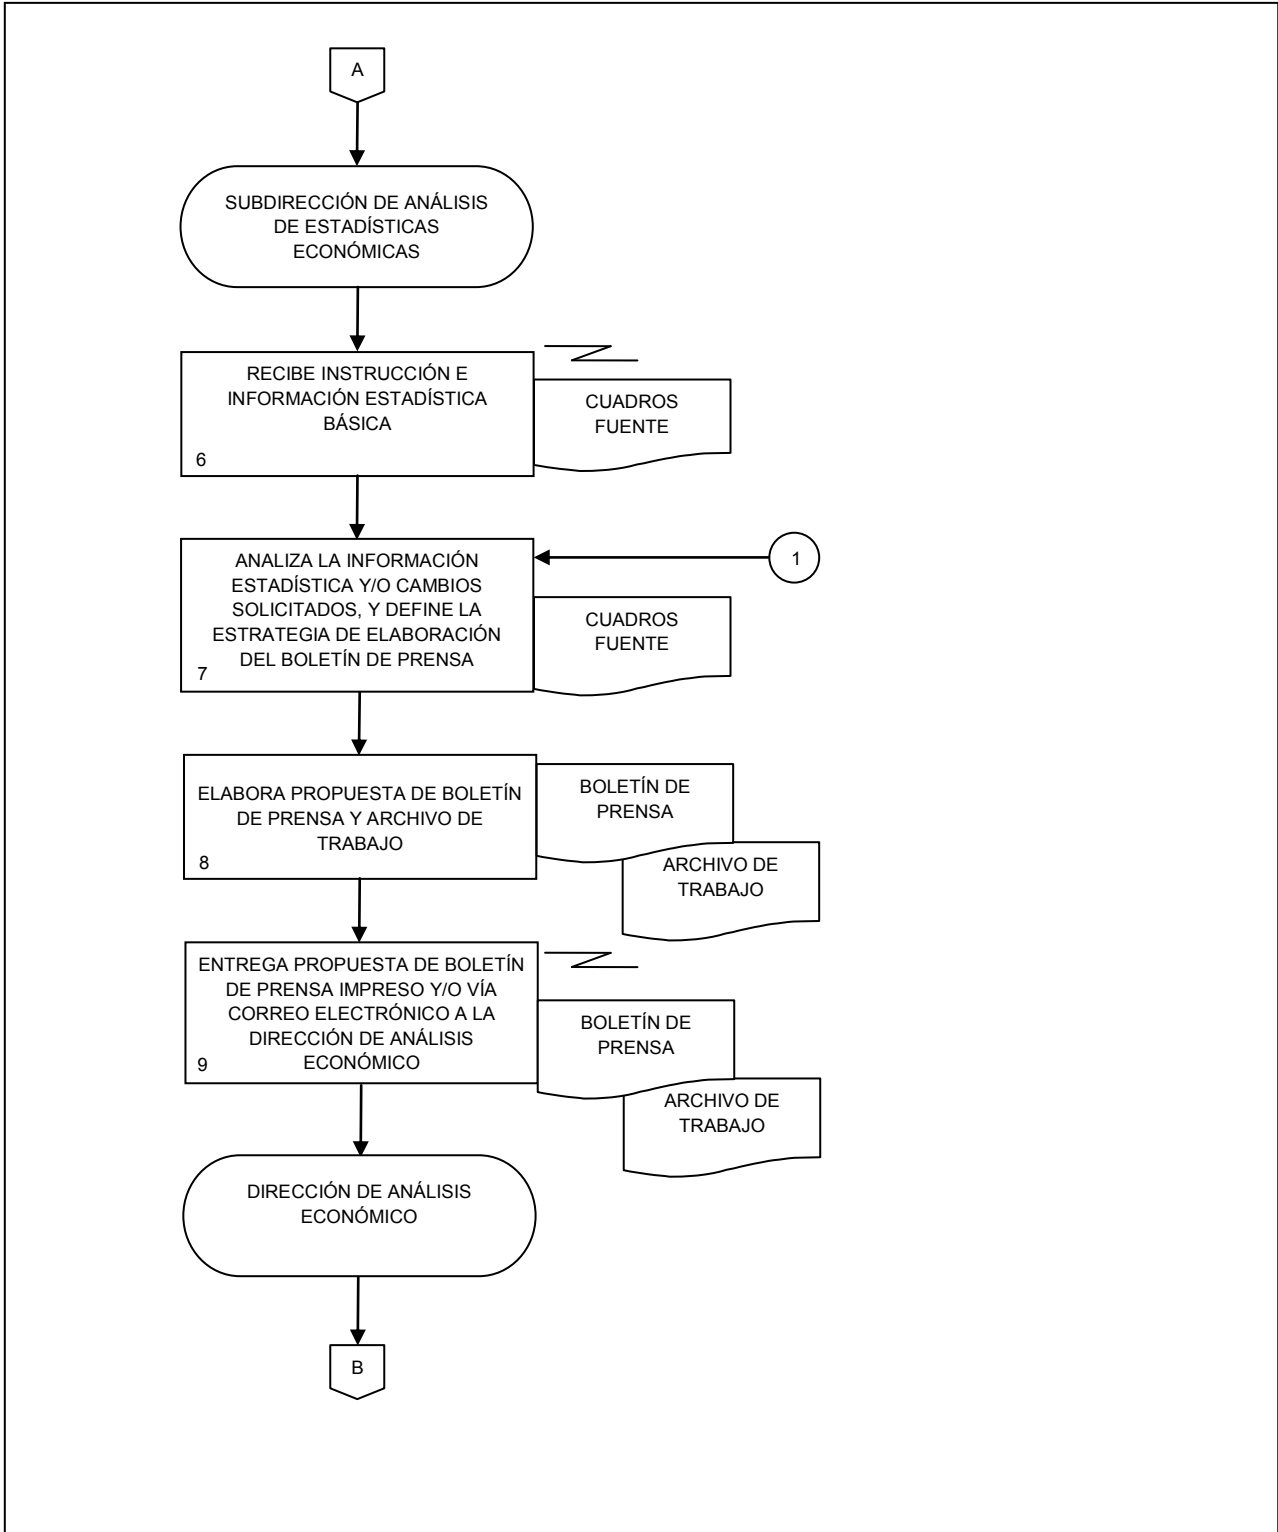 A
SUBDIRECCIÓN DE ANÁLISIS
DE ESTADÍSTICAS
ECONÓMICAS
RECIBE INSTRUCCIÓN E
INFORMACIÓN ESTADÍSTICA
BÁSICA
6
CUADROS
FUENTE
ANALIZA LA INFORMACIÓN
ESTADÍSTICA Y/O CAMBIOS
SOLICITADOS, Y DEFINE LA
ESTRATEGIA DE ELABORACIÓN
DEL BOLETÍN DE PRENSA
7
1
CUADROS
FUENTE
ELABORA PROPUESTA DE BOLETÍN
DE PRENSA Y ARCHIVO DE
TRABAJO
8
BOLETÍN DE
PRENSA
ARCHIVO DE
TRABAJO
ENTREGA PROPUESTA DE BOLETÍN
DE PRENSA IMPRESO Y/O VÍA
CORREO ELECTRÓNICO A LA
DIRECCIÓN DE ANÁLISIS
ECONÓMICO
9
BOLETÍN DE
PRENSA
ARCHIVO DE
TRABAJO
DIRECCIÓN DE ANÁLISIS
ECONÓMICO
B